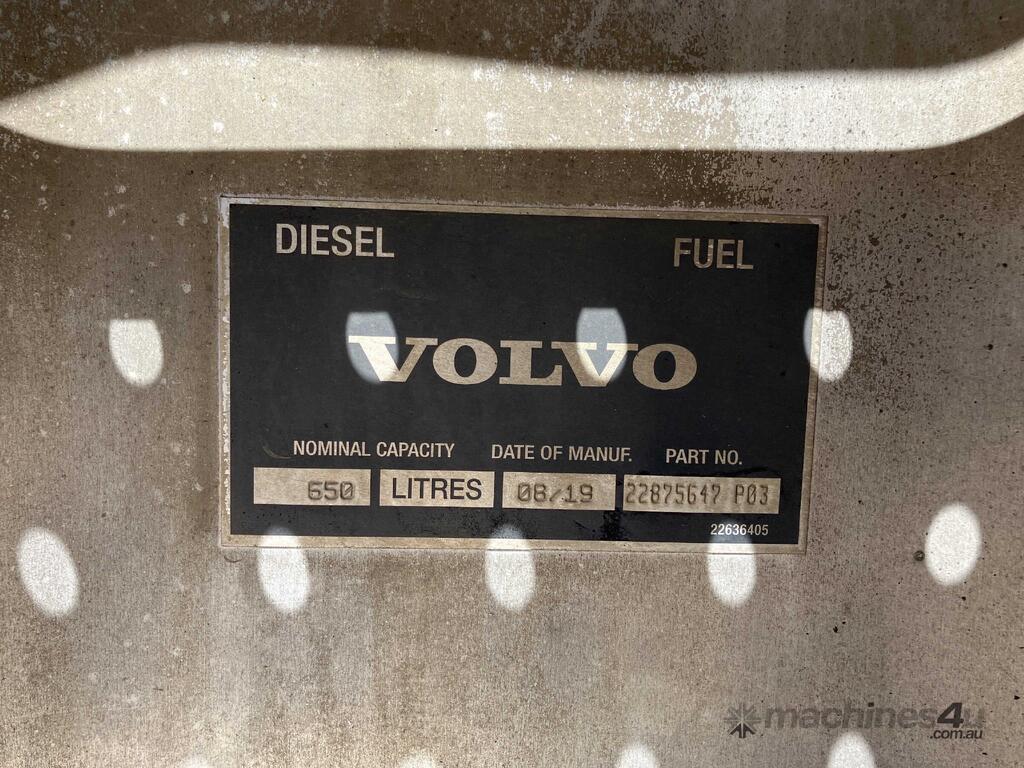 DIESEL FUEL
VOLVO
NOMINAL CAPACITY DATE OF MANUF. PART NO.
650 LITRES 08/19 22875647 P03
22636405
machines4u
.com.au